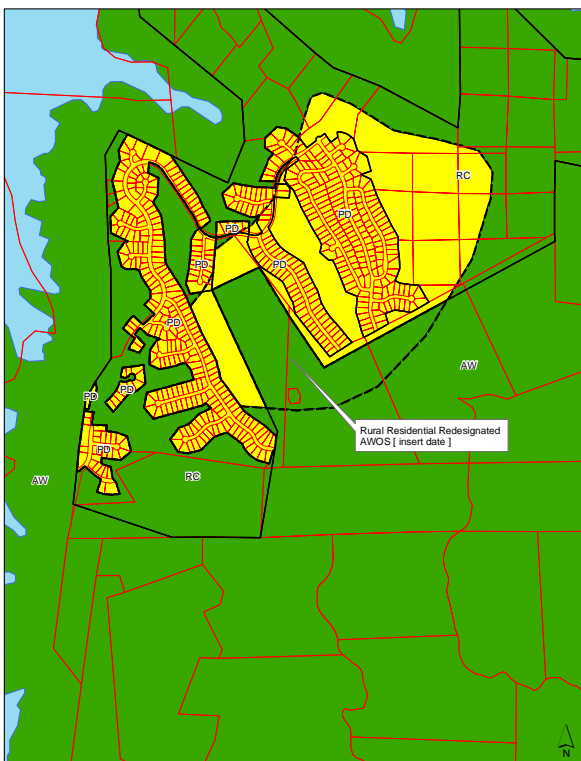 RC
PD
PD
PD
PD
PD
AW
Rural Residential Redesignated
AWOS [ insert date ]
PD
PD
PD
RC
AW
N